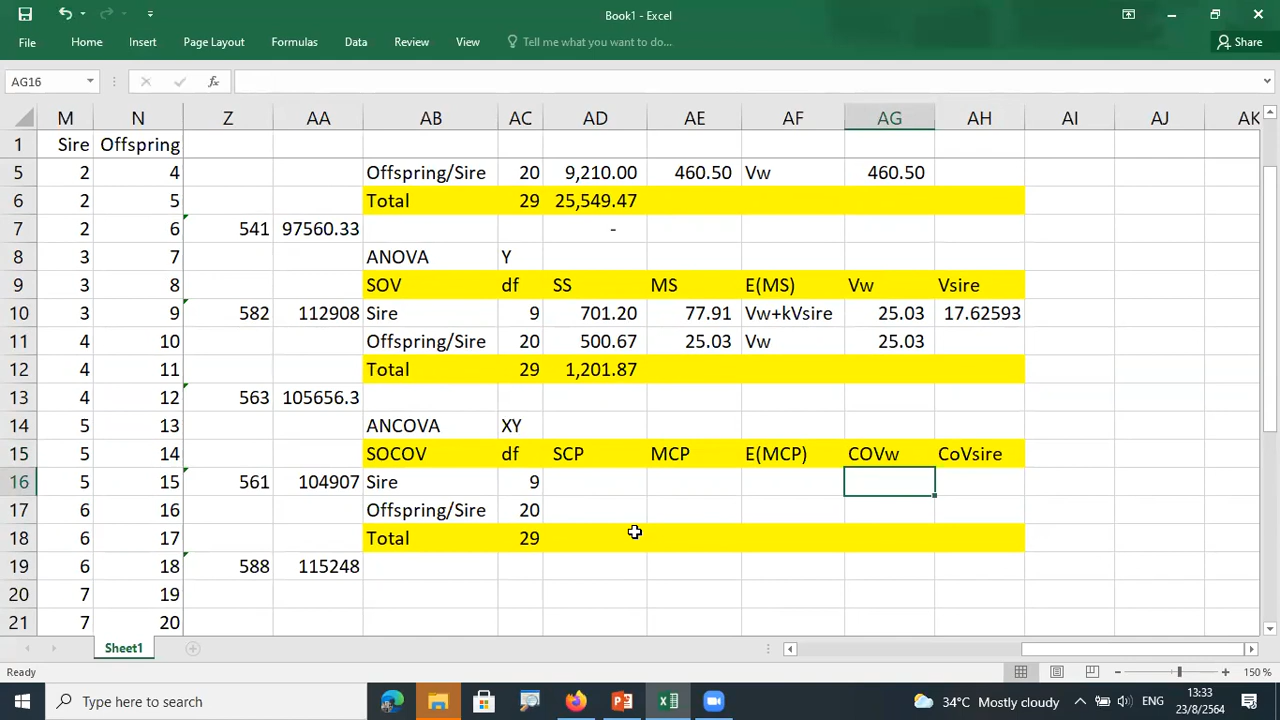 Book1 - Excel
File Home Insert Page Layout Formulas Data Review View Tell me what you want to do... Share
AG16 fx
M N Z AA AB AC AD AE AF AG AH AI AJ AK
1 Sire Offspring
5 2 4 Offspring/Sire 20 9,210.00 460.50 Vw 460.50
6 2 5 Total 29 25,549.47
7 2 6 541 97560.33 -
8 3 7 ANOVA Y
9 3 8 SOV df SS MS E(MS) Vw Vsire
10 3 9 582 112908 Sire 9 701.20 77.91 Vw+kVsire 25.03 17.62593
11 4 10 Offspring/Sire 20 500.67 25.03 Vw 25.03
12 4 11 Total 29 1,201.87
13 4 12 563 105656.3
14 5 13 ANCOVA XY
15 5 14 SOCOV df SCP MCP E(MCP) COVw CoVsire
16 5 15 561 104907 Sire 9
17 6 16 Offspring/Sire 20
18 6 17 Total 29
19 6 18 588 115248
20 7 19
21 7 20
Sheet1
Ready 150 %
Type here to search 34°C Mostly cloudy ENG 13:33
23/8/2564